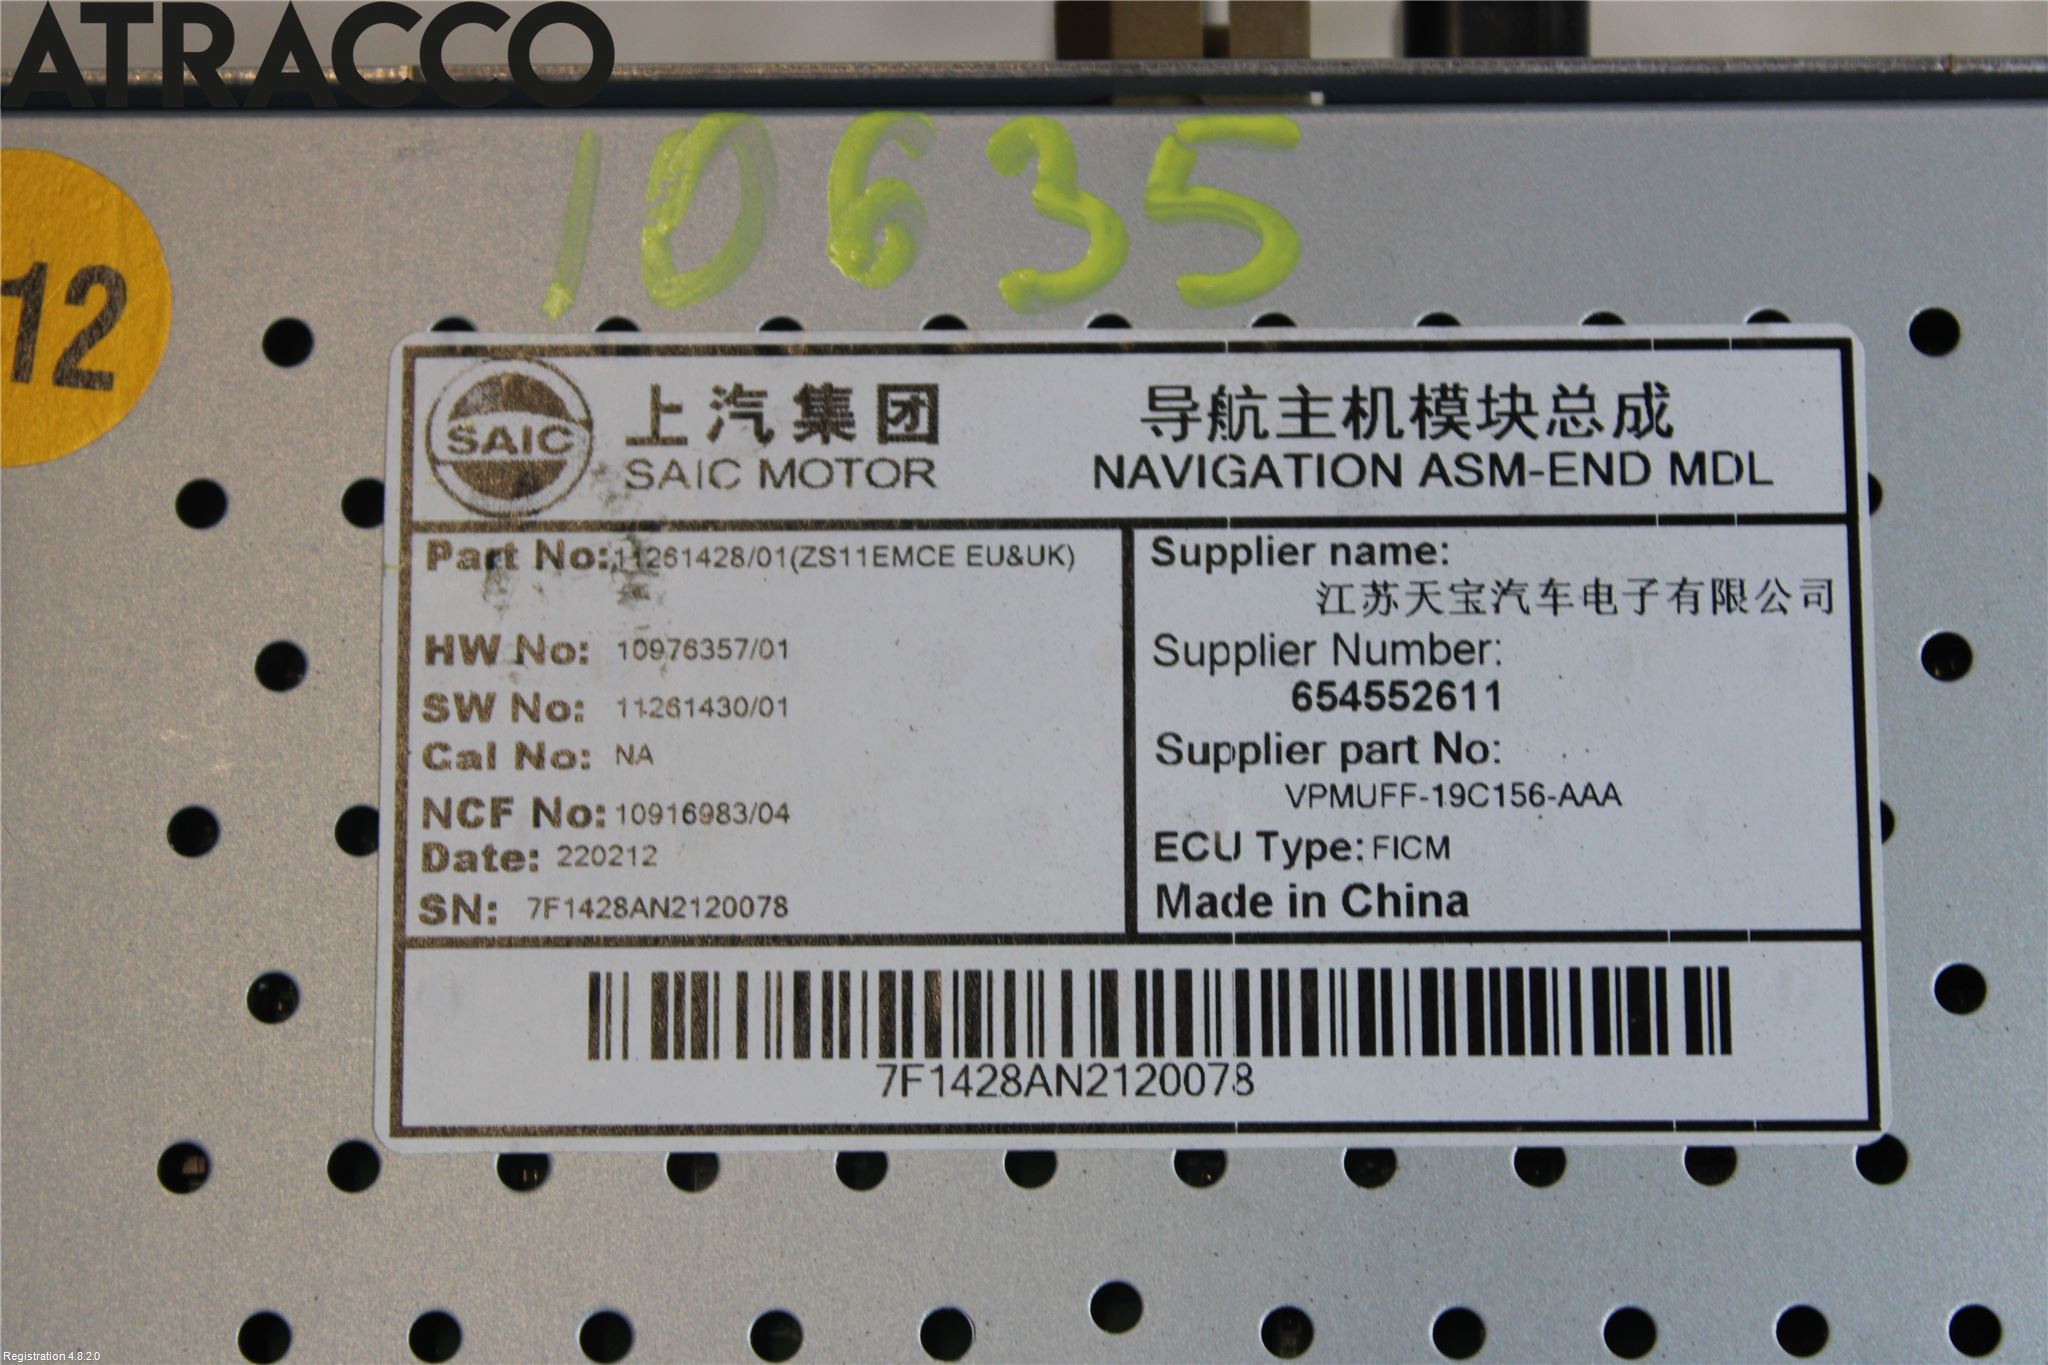 ATRACCO
10635
12
SAIC
上汽集团
SAIC MOTOR
导航主机模块总成
NAVIGATION ASM-END MDL
Part No: 11261428/01(ZS11EMCE EU&UK)
HW No: 10976357/01
SW No: 11261430/01
Cal No: NA
NCF No: 10916983/04
Date: 220212
SN: 7F1428AN2120078
Supplier name:
江苏天宝汽车电子有限公司
Supplier Number:
654552611
Supplier part No:
VPMUFF-19C156-AAA
ECU Type: FICM
Made in China
7F1428AN2120078
Registration 4.8.2.0